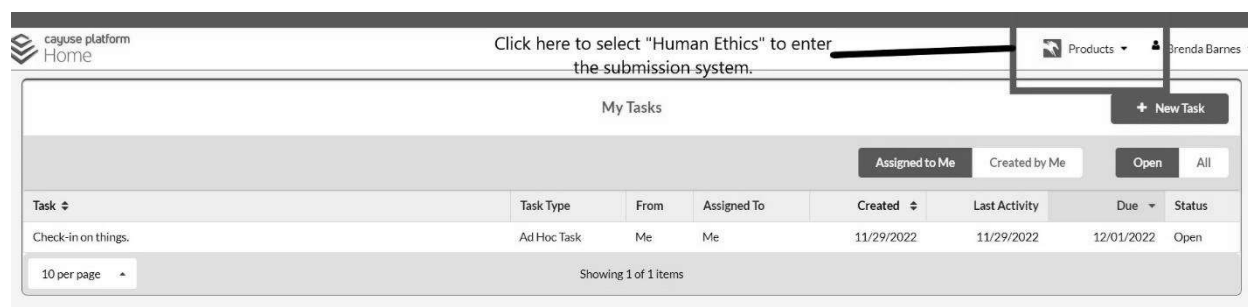 cayuse platform
Home
Click here to select "Human Ethics" to enter
the submission system.
Products
Brenda Barnes
My Tasks
+ New Task
Assigned to Me
Created by Me
Open
All
Task
Task Type
From
Assigned To
Created
Last Activity
Due
Status
Check-in on things.
Ad Hoc Task
Me
Me
11/29/2022
11/29/2022
12/01/2022
Open
10 per page
Showing 1 of 1 items